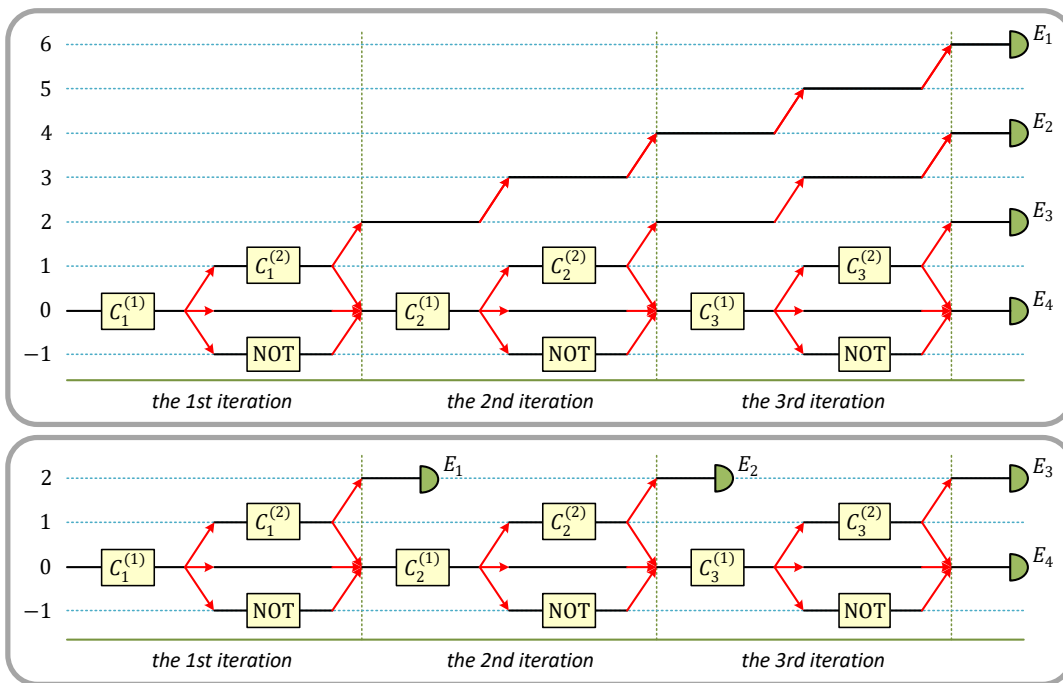 6 E₁
5
4 E₂
3
2 E₃
1 C₁⁽²⁾ C₂⁽²⁾ C₃⁽²⁾
0 C₁⁽¹⁾ C₂⁽¹⁾ C₃⁽¹⁾ E₄
−1 NOT NOT NOT
the 1st iteration the 2nd iteration the 3rd iteration
2 E₁ E₂ E₃
1 C₁⁽²⁾ C₂⁽²⁾ C₃⁽²⁾
0 C₁⁽¹⁾ C₂⁽¹⁾ C₃⁽¹⁾ E₄
−1 NOT NOT NOT
the 1st iteration the 2nd iteration the 3rd iteration